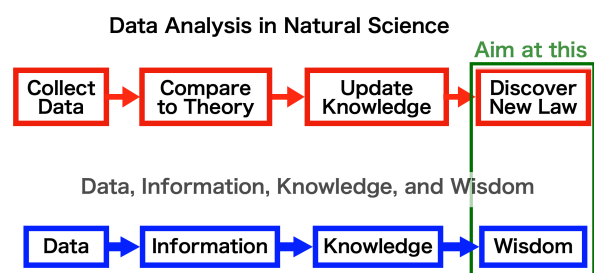 Data Analysis in Natural Science
Aim at this
Collect
Data
Compare
to Theory
Update
Knowledge
Discover
New Law
Data, Information, Knowledge, and Wisdom
Data
Information
Knowledge
Wisdom